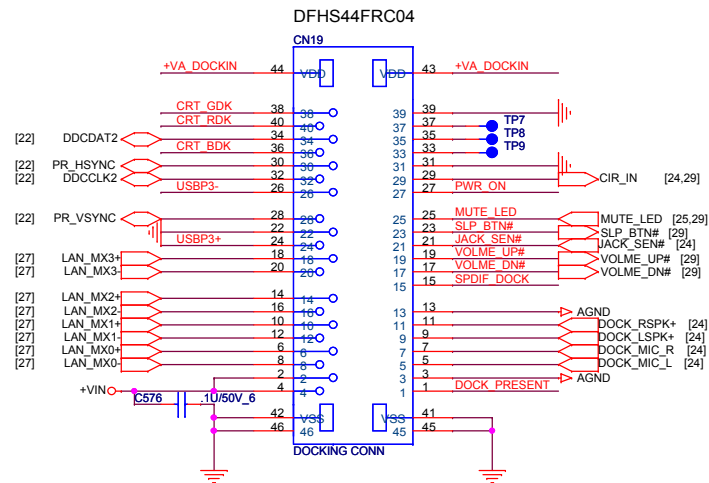 DFHS44FRC04
CN19
+VA_DOCKIN 44 VDD VDD 43 +VA_DOCKIN
CRT_GDK 38 38 39 39
CRT_RDK 40 40 37 37 TP7
[22] DDCDAT2 34 34 35 35 TP8
CRT_BDK 36 36 33 33 TP9
[22] PR_HSYNC 30 30 31 31
[22] DDCCLK2 32 32 29 29 CIR_IN [24,29]
USBP3- 26 26 27 27 PWR_ON
[22] PR_VSYNC 28 28 25 25 MUTE_LED MUTE_LED [25,29]
22 22 23 23 SLP_BTN# SLP_BTN# [29]
USBP3+ 24 24 21 21 JACK_SEN# JACK_SEN# [24]
[27] LAN_MX3+ 18 18 19 19 VOLME_UP# VOLME_UP# [29]
[27] LAN_MX3- 20 20 17 17 VOLME_DN# VOLME_DN# [29]
15 15 SPDIF_DOCK
[27] LAN_MX2+ 14 14
[27] LAN_MX2- 16 16 13 13 AGND
[27] LAN_MX1+ 10 10 11 11 DOCK_RSPK+ [24]
[27] LAN_MX1- 12 12 9 9 DOCK_LSPK+ [24]
[27] LAN_MX0+ 6 6 7 7 DOCK_MIC_R [24]
[27] LAN_MX0- 8 8 5 5 DOCK_MIC_L [24]
2 2 3 3 AGND
+VIN 4 4 1 1 DOCK_PRESENT
C576 .1U/50V_6
42 VSS VSS 41
46 46 45 45
DOCKING CONN